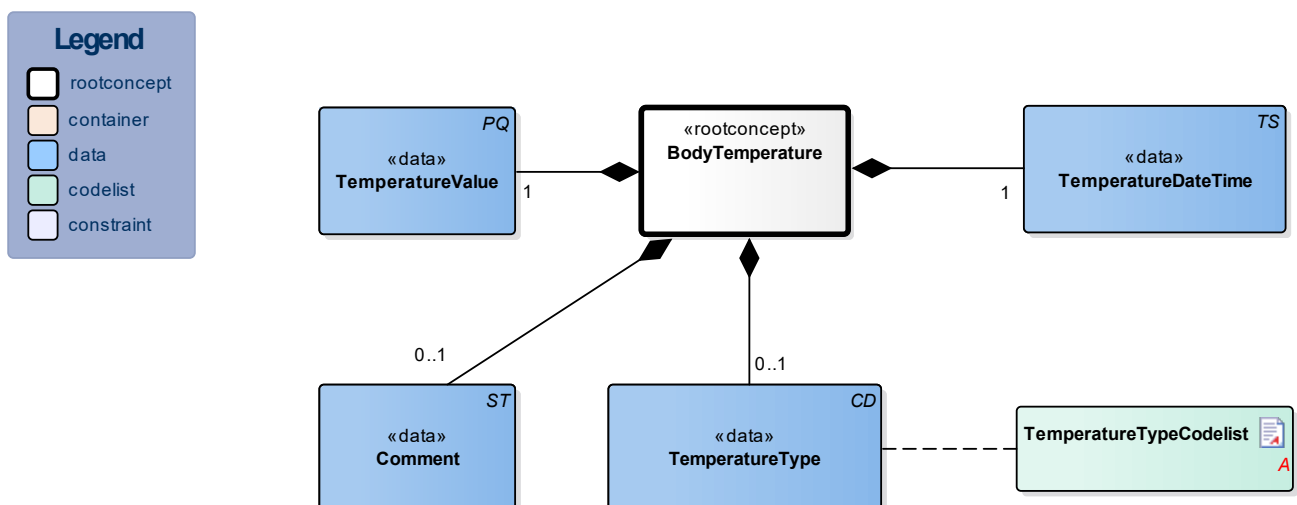 Legend
rootconcept
container
data
codelist
constraint
PQ
«data»
TemperatureValue
1
«rootconcept»
BodyTemperature
TS
«data»
TemperatureDateTime
1
0..1
0..1
ST
«data»
Comment
CD
«data»
TemperatureType
TemperatureTypeCodelist
A